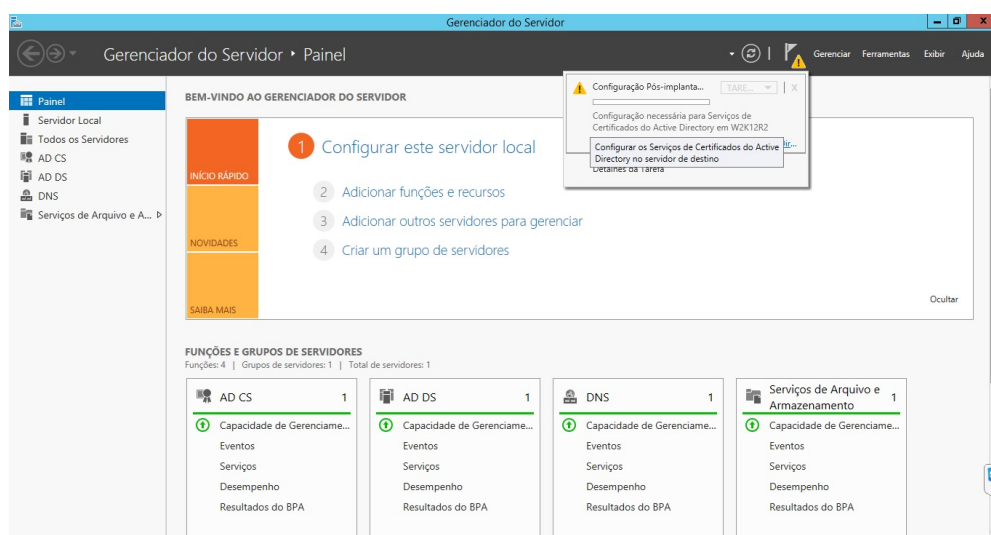 Gerenciador do Servidor
Gerenciador do Servidor ‣ Painel
Gerenciar Ferramentas Exibir Ajuda
Painel
Servidor Local
Todos os Servidores
AD CS
AD DS
DNS
Serviços de Arquivo e A...
BEM-VINDO AO GERENCIADOR DO SERVIDOR
INÍCIO RÁPIDO
NOVIDADES
SAIBA MAIS
1 Configurar este servidor local
2 Adicionar funções e recursos
3 Adicionar outros servidores para gerenciar
4 Criar um grupo de servidores
Ocultar
Configuração Pós-implanta... TARE... X
Configuração necessária para Serviços de
Certificados do Active Directory em W2K12R2
Configurar os Serviços de Certificados do Active
Directory no servidor de destino
Detalhes da Tarefa
FUNÇÕES E GRUPOS DE SERVIDORES
Funções: 4 | Grupos de servidores: 1 | Total de servidores: 1
AD CS 1
Capacidade de Gerenciame...
Eventos
Serviços
Desempenho
Resultados do BPA
AD DS 1
Capacidade de Gerenciame...
Eventos
Serviços
Desempenho
Resultados do BPA
DNS 1
Capacidade de Gerenciame...
Eventos
Serviços
Desempenho
Resultados do BPA
Serviços de Arquivo e
Armazenamento 1
Capacidade de Gerenciame...
Eventos
Serviços
Desempenho
Resultados do BPA